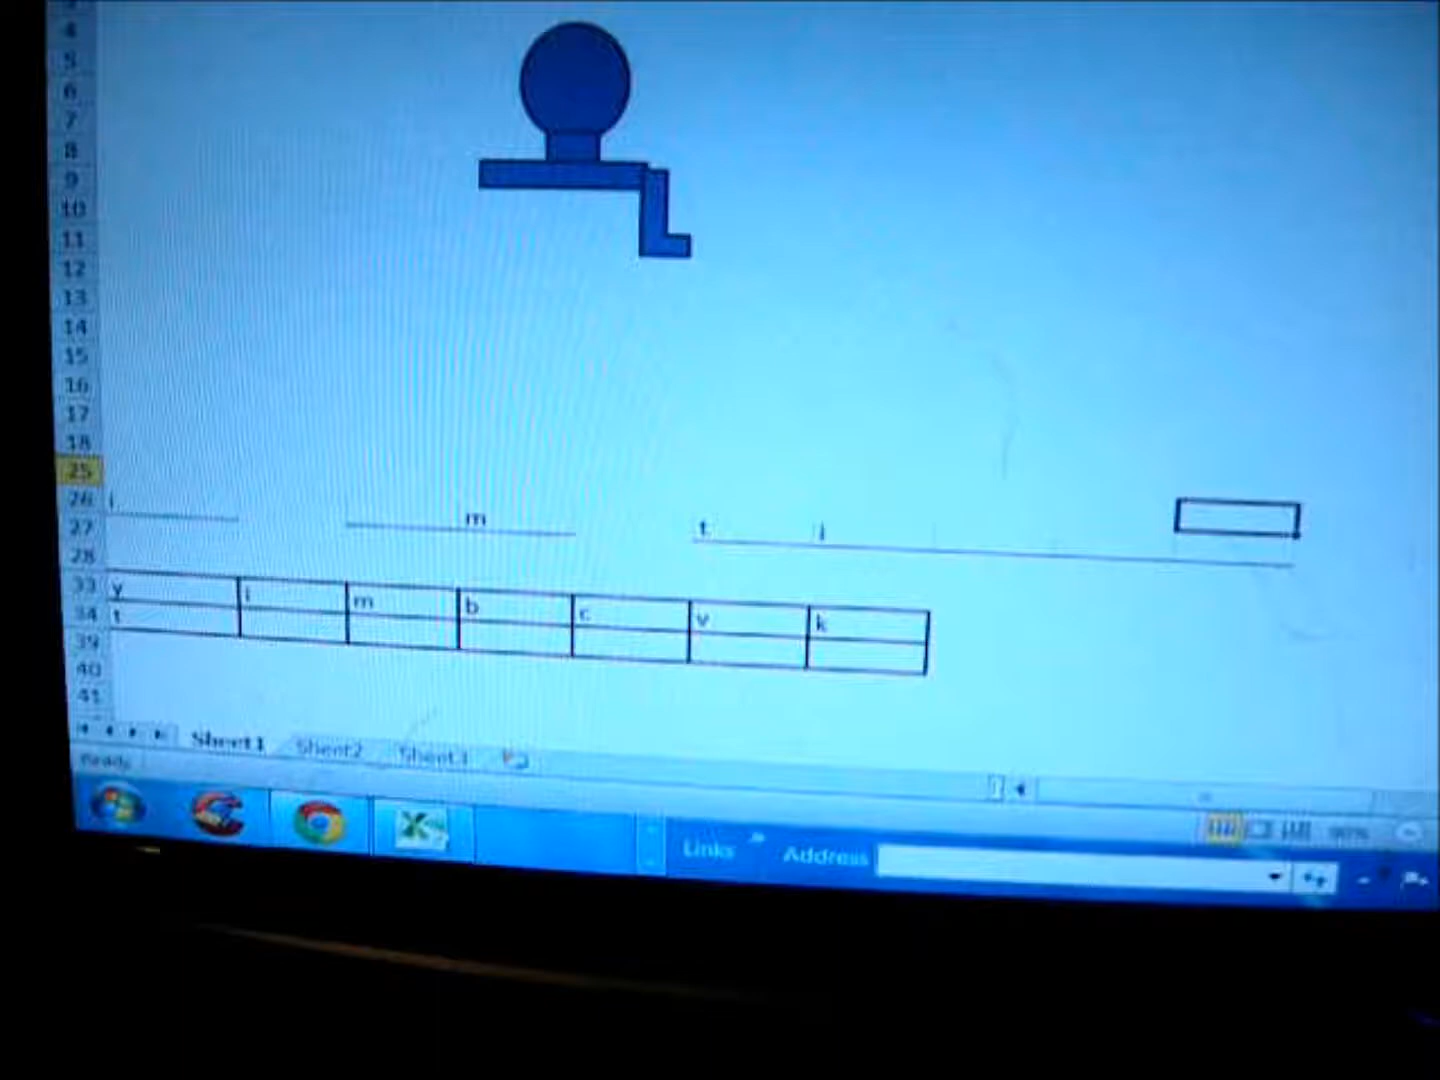 4
5
6
7
8
9
10
11
12
13
14
15
16
17
18
25
26 i
27 m t i
28
33 y i m b c v k
34 t
39
40
41
Sheet1 Sheet2 Sheet3
Ready 90%
Links » Address